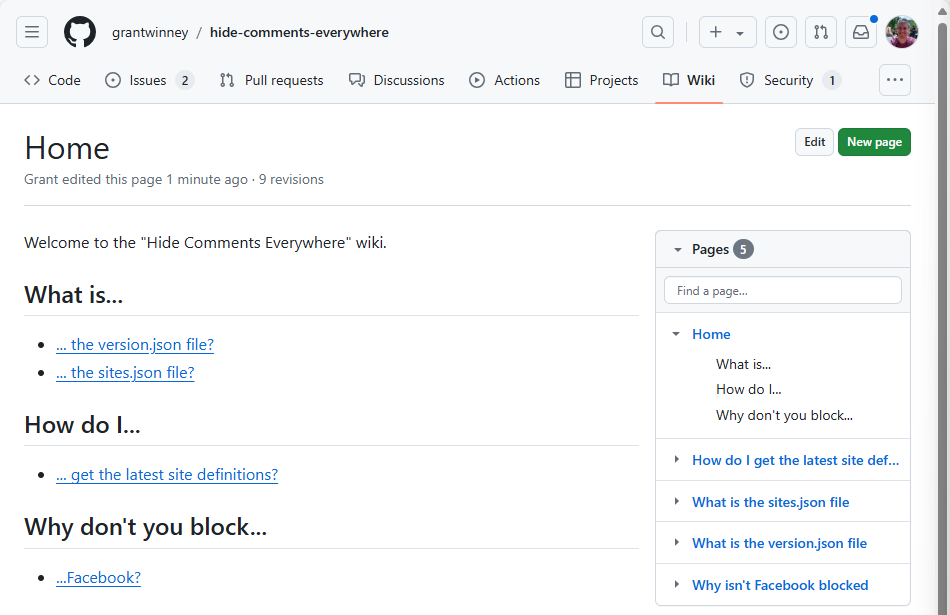 grantwinney / hide-comments-everywhere
Code Issues 2 Pull requests Discussions Actions Projects Wiki Security 1
Home
Edit New page
Grant edited this page 1 minute ago · 9 revisions
Welcome to the "Hide Comments Everywhere" wiki.
What is...
... the version.json file?
... the sites.json file?
How do I...
... get the latest site definitions?
Why don't you block...
...Facebook?
Pages 5
Find a page...
Home
What is...
How do I...
Why don't you block...
How do I get the latest site def...
What is the sites.json file
What is the version.json file
Why isn't Facebook blocked